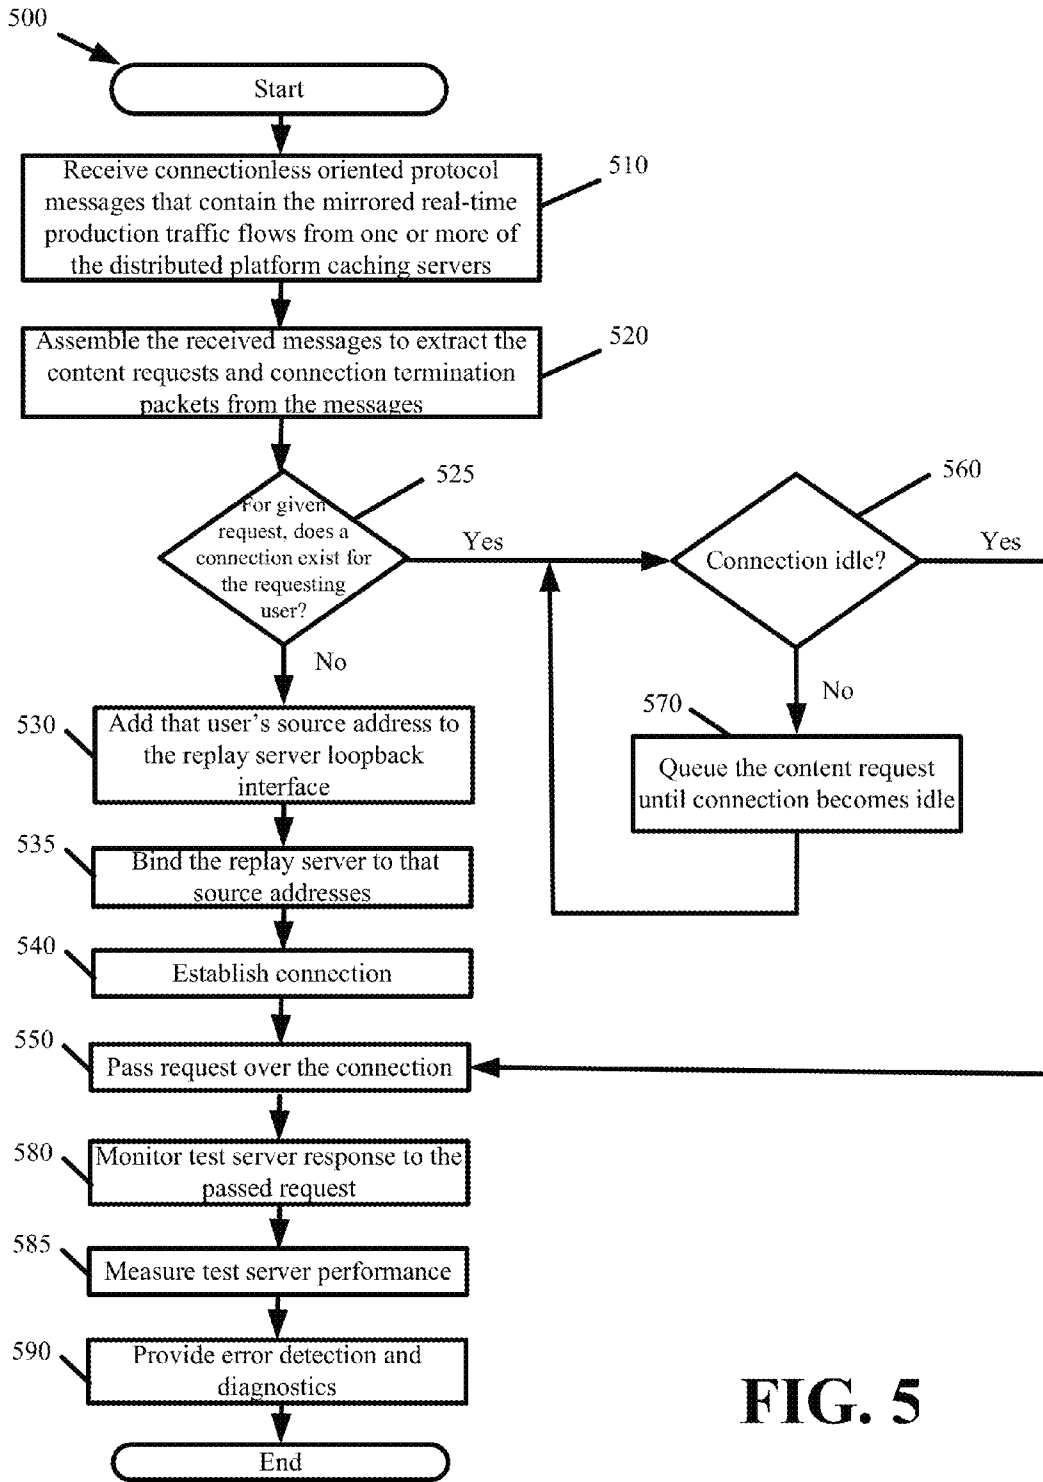 500
Start
Receive connectionless oriented protocol
messages that contain the mirrored real-time
production traffic flows from one or more of
the distributed platform caching servers
510
Assemble the received messages to extract the
content requests and connection termination
packets from the messages
520
For given
request, does a
connection exist for
the requesting
user?
525
Yes
No
Connection idle?
560
Yes
No
570
Queue the content request
until connection becomes idle
530
Add that user's source address to
the replay server loopback
interface
535
Bind the replay server to that
source addresses
540
Establish connection
550
Pass request over the connection
580
Monitor test server response to the
passed request
585
Measure test server performance
590
Provide error detection and
diagnostics
End
FIG. 5